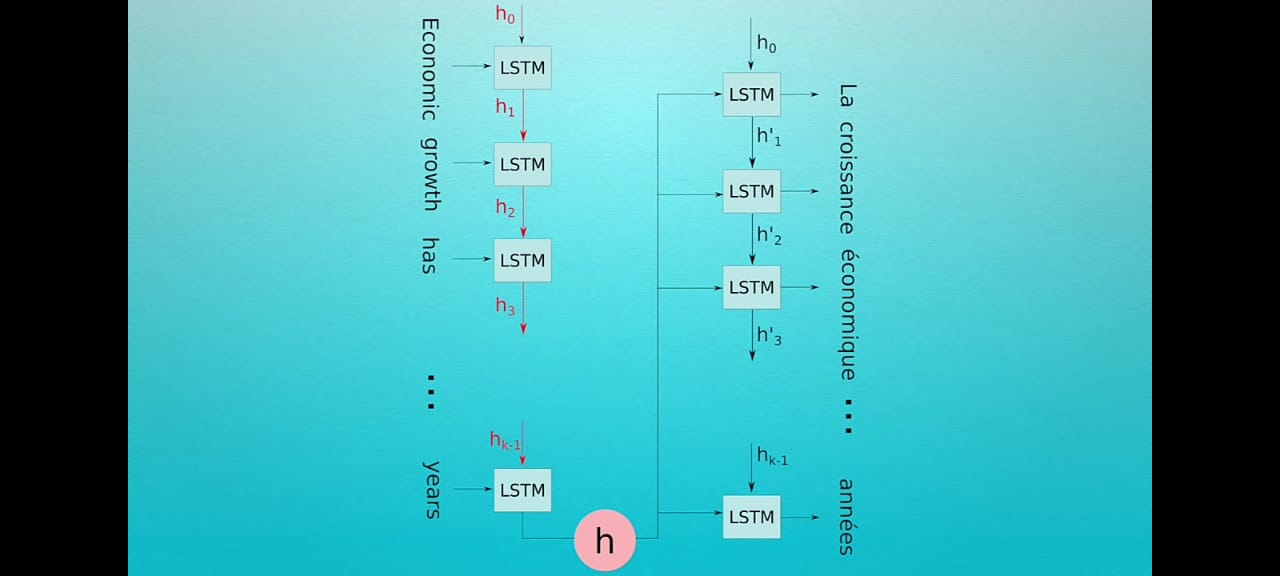 Economic growth has ... years
h0
LSTM
h1
LSTM
h2
LSTM
h3
hk-1
LSTM
h
h0
LSTM
h'1
LSTM
h'2
LSTM
h'3
hk-1
LSTM
La croissance économique ... années